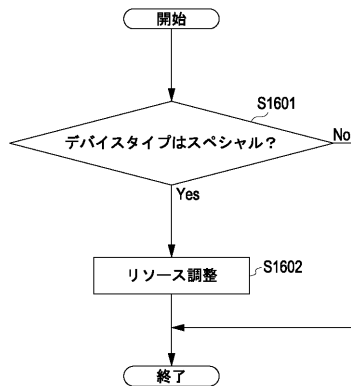 開始
S1601
デバイスタイプはスペシャル？
No
Yes
リソース調整
S1602
終了